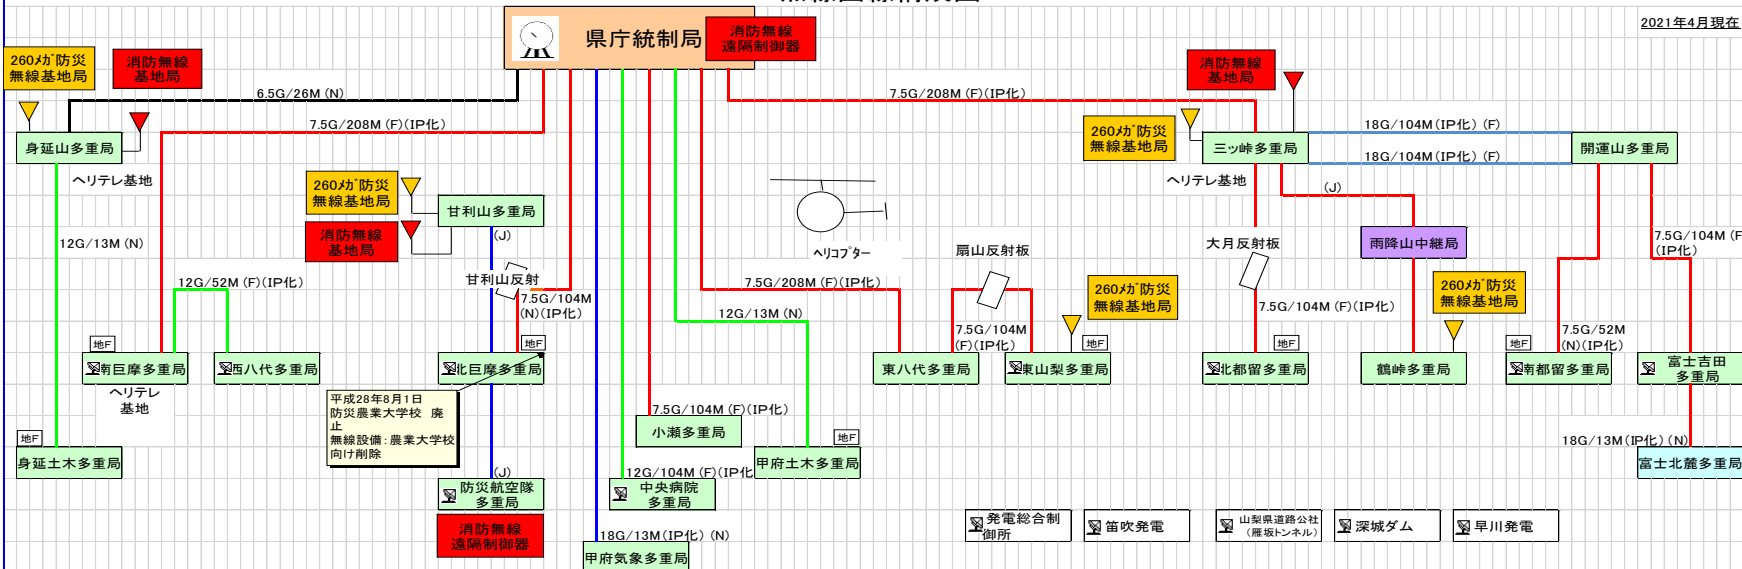 2021年4月現在
県庁統制局
消防無線
遠隔制御器
260メガ防災
無線基地局
消防無線
基地局
消防無線
基地局
6.5G/26M (N)
7.5G/208M (F)(IP化)
7.5G/208M (F)(IP化)
260メガ防災
無線基地局
18G/104M(IP化) (F)
18G/104M(IP化) (F)
身延山多重局
三ッ峠多重局
開運山多重局
ヘリテレ基地
ヘリテレ基地
(J)
260メガ防災
無線基地局
甘利山多重局
消防無線
基地局
(J)
12G/13M (N)
ヘリコプター
扇山反射板
大月反射板
雨降山中継局
7.5G/104M (F
(IP化)
12G/52M (F)(IP化)
甘利山反射
7.5G/104M
(N)(IP化)
7.5G/208M (F)(IP化)
260メガ防災
無線基地局
260メガ防災
無線基地局
7.5G/104M (F)(IP化)
12G/13M (N)
7.5G/104M
(F)(IP化)
7.5G/52M
(N)(IP化)
地F
地F
地F
地F
地F
南巨摩多重局
西八代多重局
北巨摩多重局
東八代多重局
東山梨多重局
北都留多重局
鶴峠多重局
南都留多重局
富士吉田
多重局
ヘリテレ
基地
平成28年8月1日
防災農業大学校　廃
止
無線設備：農業大学校
向け削除
7.5G/104M (F)(IP化)
小瀬多重局
地F
地F
18G/13M(IP化) (N)
身延土木多重局
甲府土木多重局
富士北麓多重局
(J)
12G/104M (F)(IP化
防災航空隊
多重局
中央病院
多重局
消防無線
遠隔制御器
18G/13M(IP化) (N)
甲府気象多重局
発電総合制
御所
笛吹発電
山梨県道路公社
（雁坂トンネル）
深城ダム
早川発電